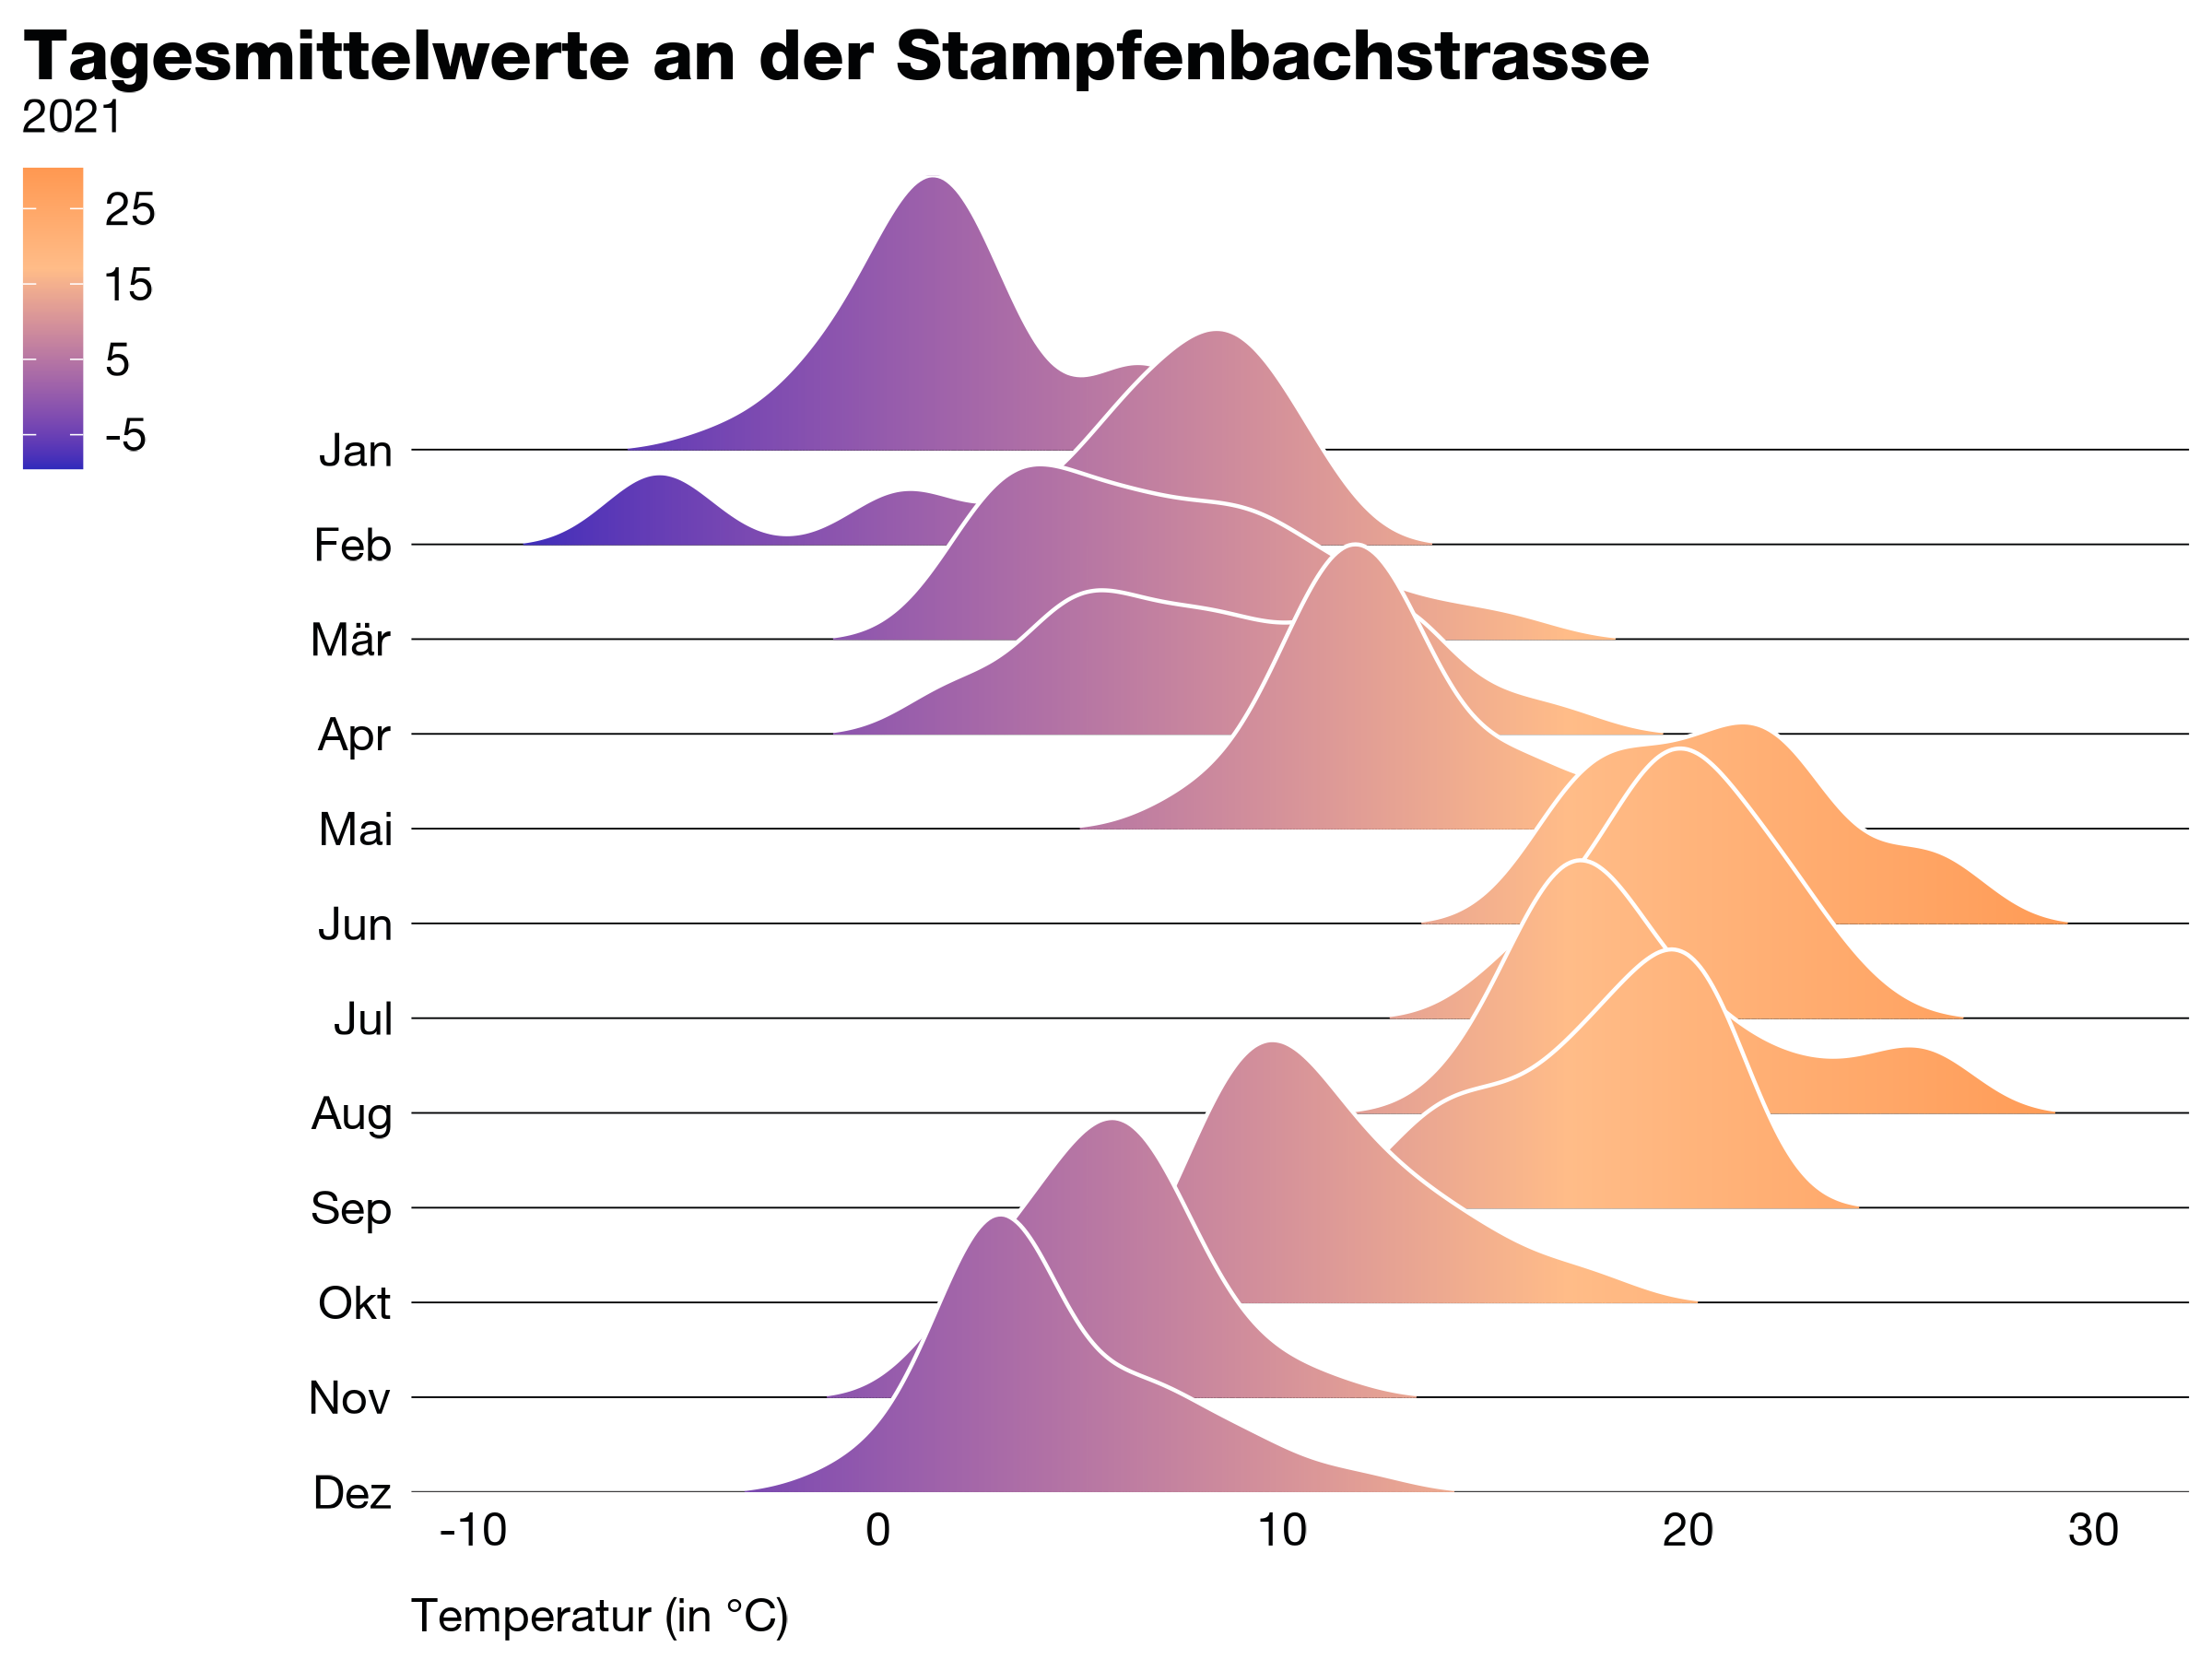 Tagesmittelwerte an der Stampfenbachstrasse
2021
25
15
5
-5
Jan
Feb
Mär
Apr
Mai
Jun
Jul
Aug
Sep
Okt
Nov
Dez
-10 0 10 20 30
Temperatur (in °C)